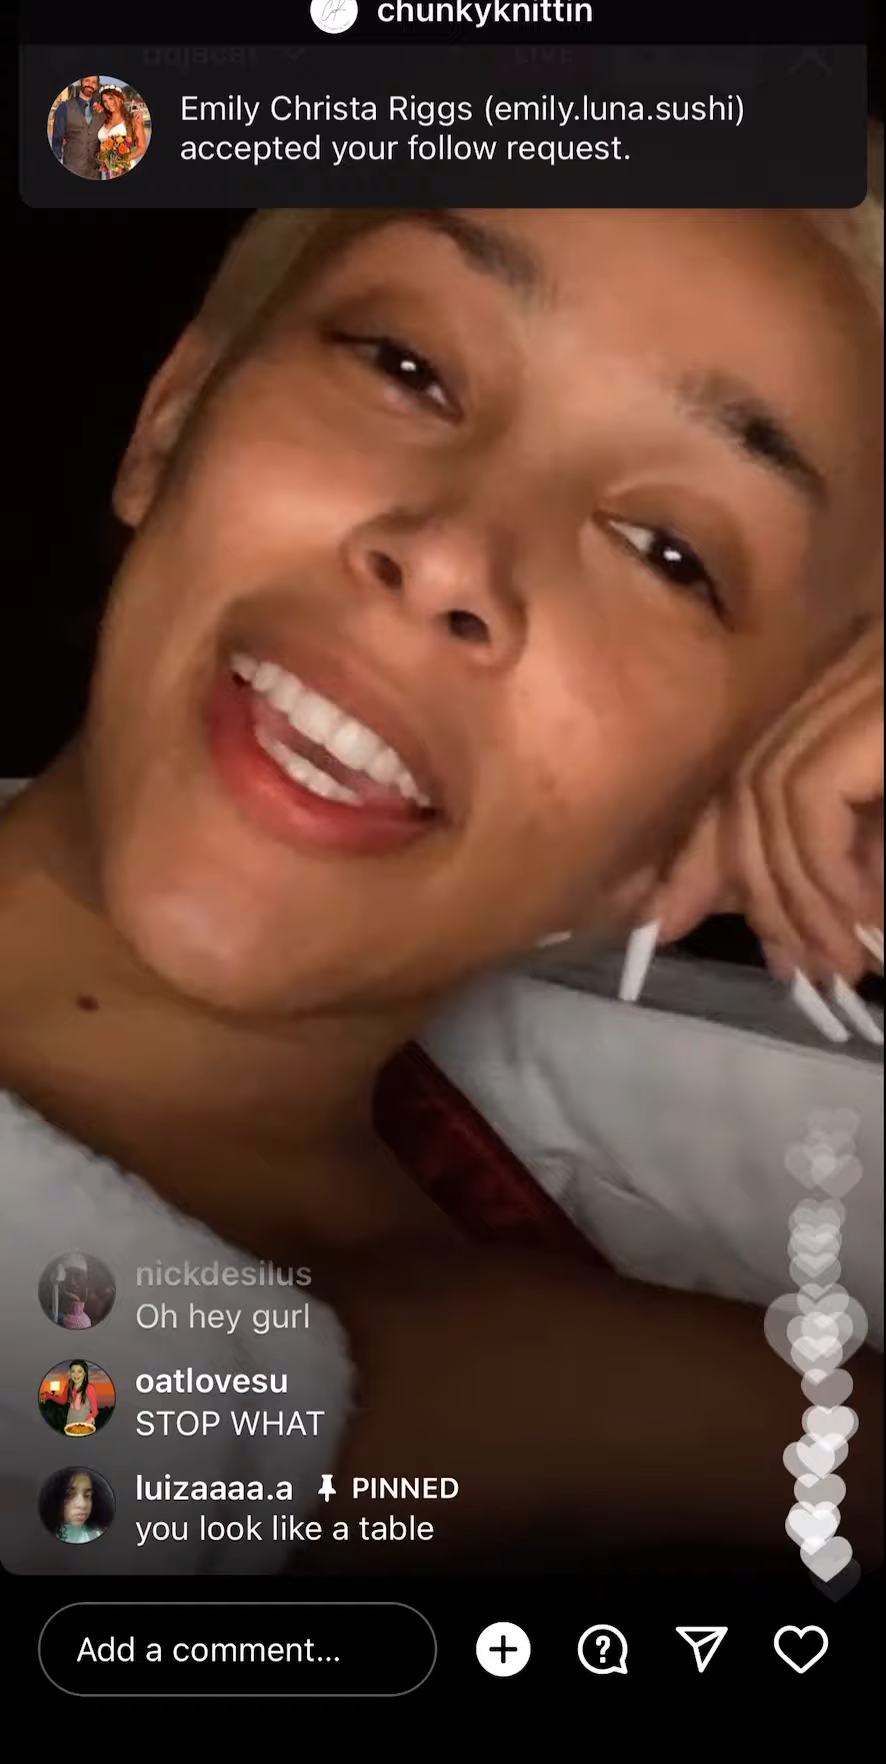 chunkyknittin
Emily Christa Riggs (emily.luna.sushi)
accepted your follow request.
LIVE
nickdesilus
Oh hey gurl
oatlovesu
STOP WHAT
luizaaaa.a PINNED
you look like a table
Add a comment...